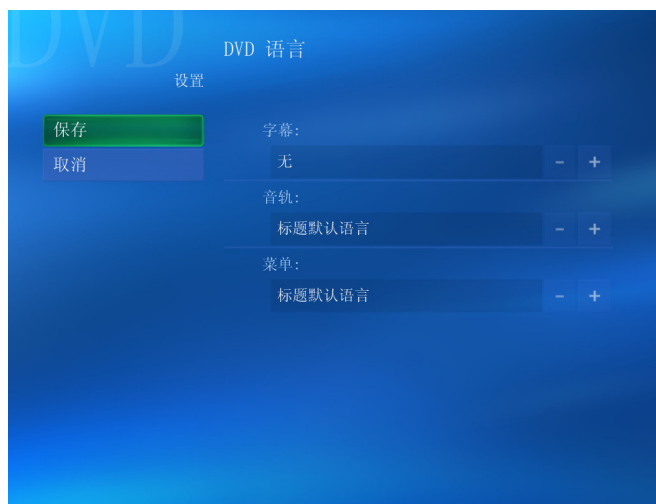 DVD
DVD 语言
设置
保存
取消
字幕:
无
- +
音轨:
标题默认语言
- +
菜单:
标题默认语言
- +